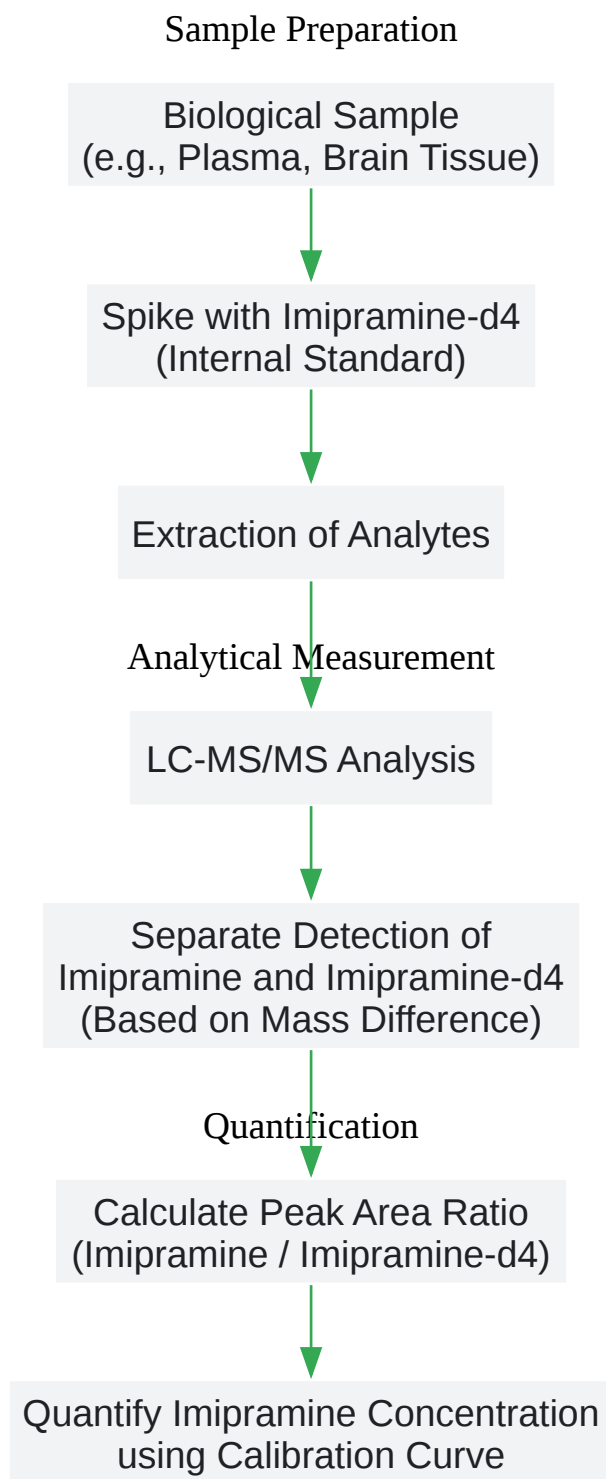 Sample Preparation
Biological Sample
(e.g., Plasma, Brain Tissue)
Spike with Imipramine-d4
(Internal Standard)
Extraction of Analytes
Analytical Measurement
LC-MS/MS Analysis
Separate Detection of
Imipramine and Imipramine-d4
(Based on Mass Difference)
Quantification
Calculate Peak Area Ratio
(Imipramine / Imipramine-d4)
Quantify Imipramine Concentration
using Calibration Curve